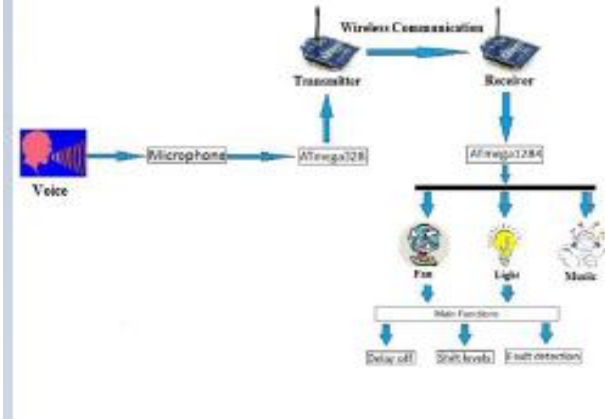 Wireless Communication
Transmitter
Receiver
Voice
Microphone
ATmega328
ATmega1284
Fan
Light
Music
Main Functions
Delay off
Shift levels
Fault detection